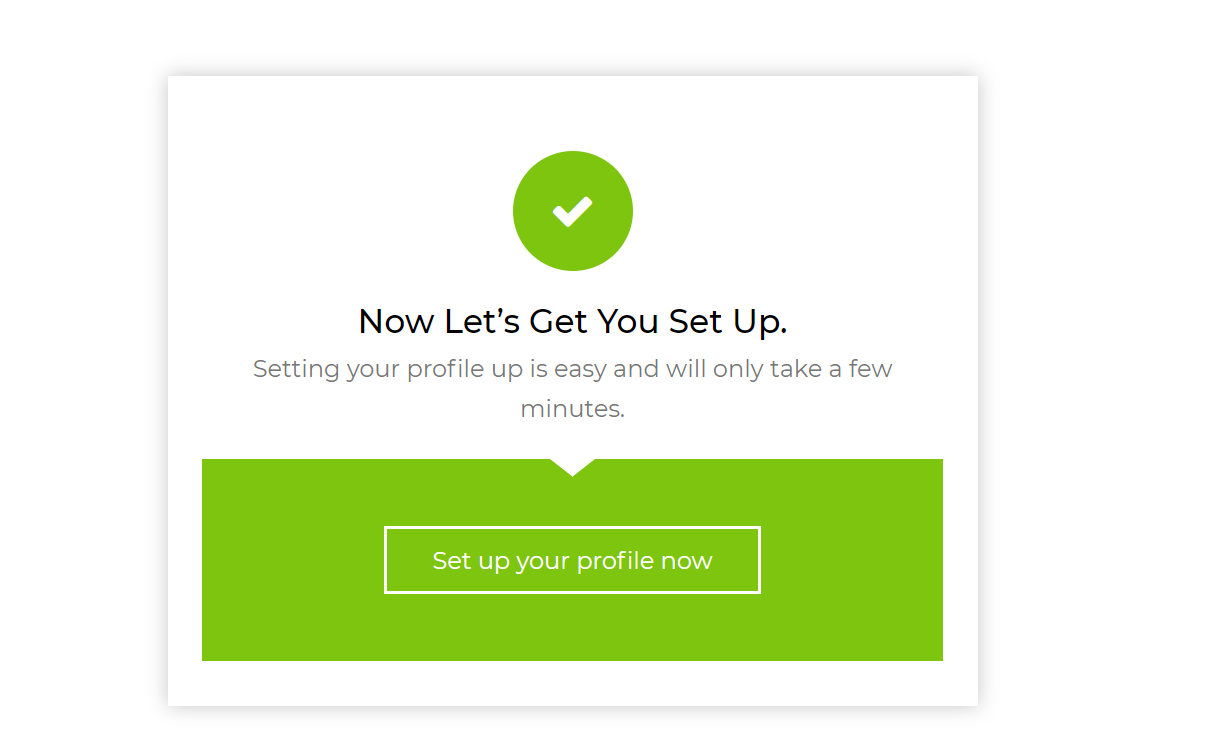 Now Let’s Get You Set Up.
Setting your profile up is easy and will only take a few
minutes.
Set up your profile now